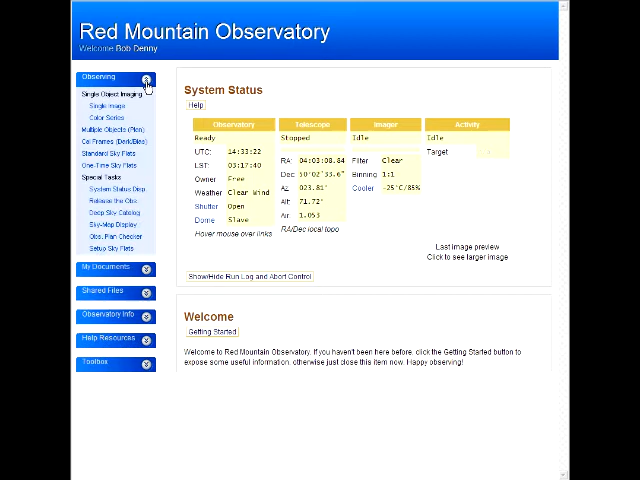 Red Mountain Observatory
Welcome Bob Denny
Observing
Single Object Imaging
Single Image
Color Series
Multiple Objects (Plan)
Cal Frames (Dark/Bias)
Standard Sky Flats
One-Time Sky Flats
Special Tasks
System Status Disp.
Release the Obs.
Deep Sky Catalog
Sky-Map Display
Obs. Plan Checker
Setup Sky Flats
My Documents
Shared Files
Observatory Info
Help Resources
Toolbox
System Status
Help
Observatory Telescope Imager Activity
Ready Stopped Idle Idle
UTC: 14:33:22
LST: 03:17:40
Owner Free
Weather Clear Wind
Shutter Open
Dome Slave
Hover mouse over links
RA: 04:03:08.84
Dec: 50°02'33.6"
Az: 023.81°
Alt: 71.72°
Air: 1.053
RA/Dec local topo
Filter Clear
Binning 1:1
Cooler -25°C/85%
Target
Last image preview
Click to see larger image
Show/Hide Run Log and Abort Control
Welcome
Getting Started
Welcome to Red Mountain Observatory. If you haven't been here before, click the Getting Started button to
expose some useful information, otherwise just close this item now. Happy observing!